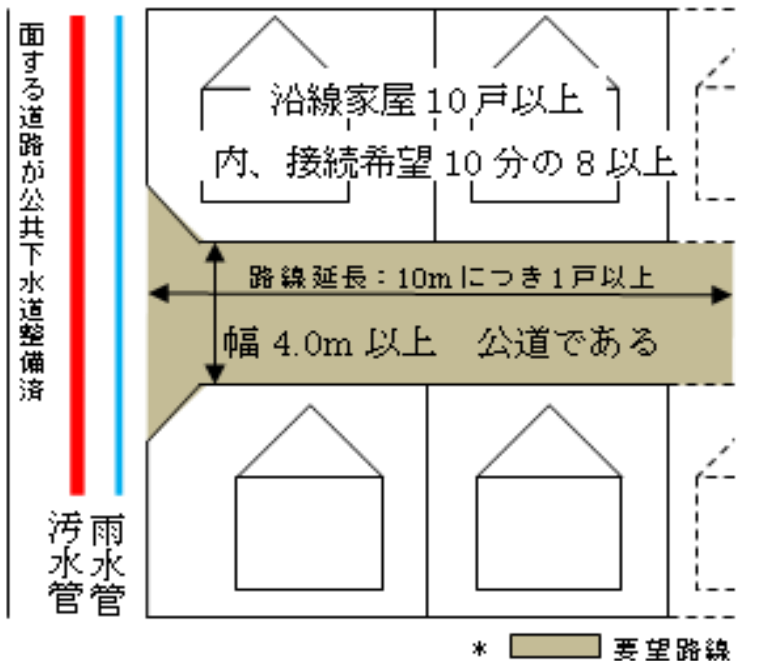 面する道路が公共下水道整備済
汚水管
雨水管
沿線家屋10戸以上
内、接続希望10分の8以上
路線延長：10mにつき1戸以上
幅 4.0m 以上　公道である
* 要望路線